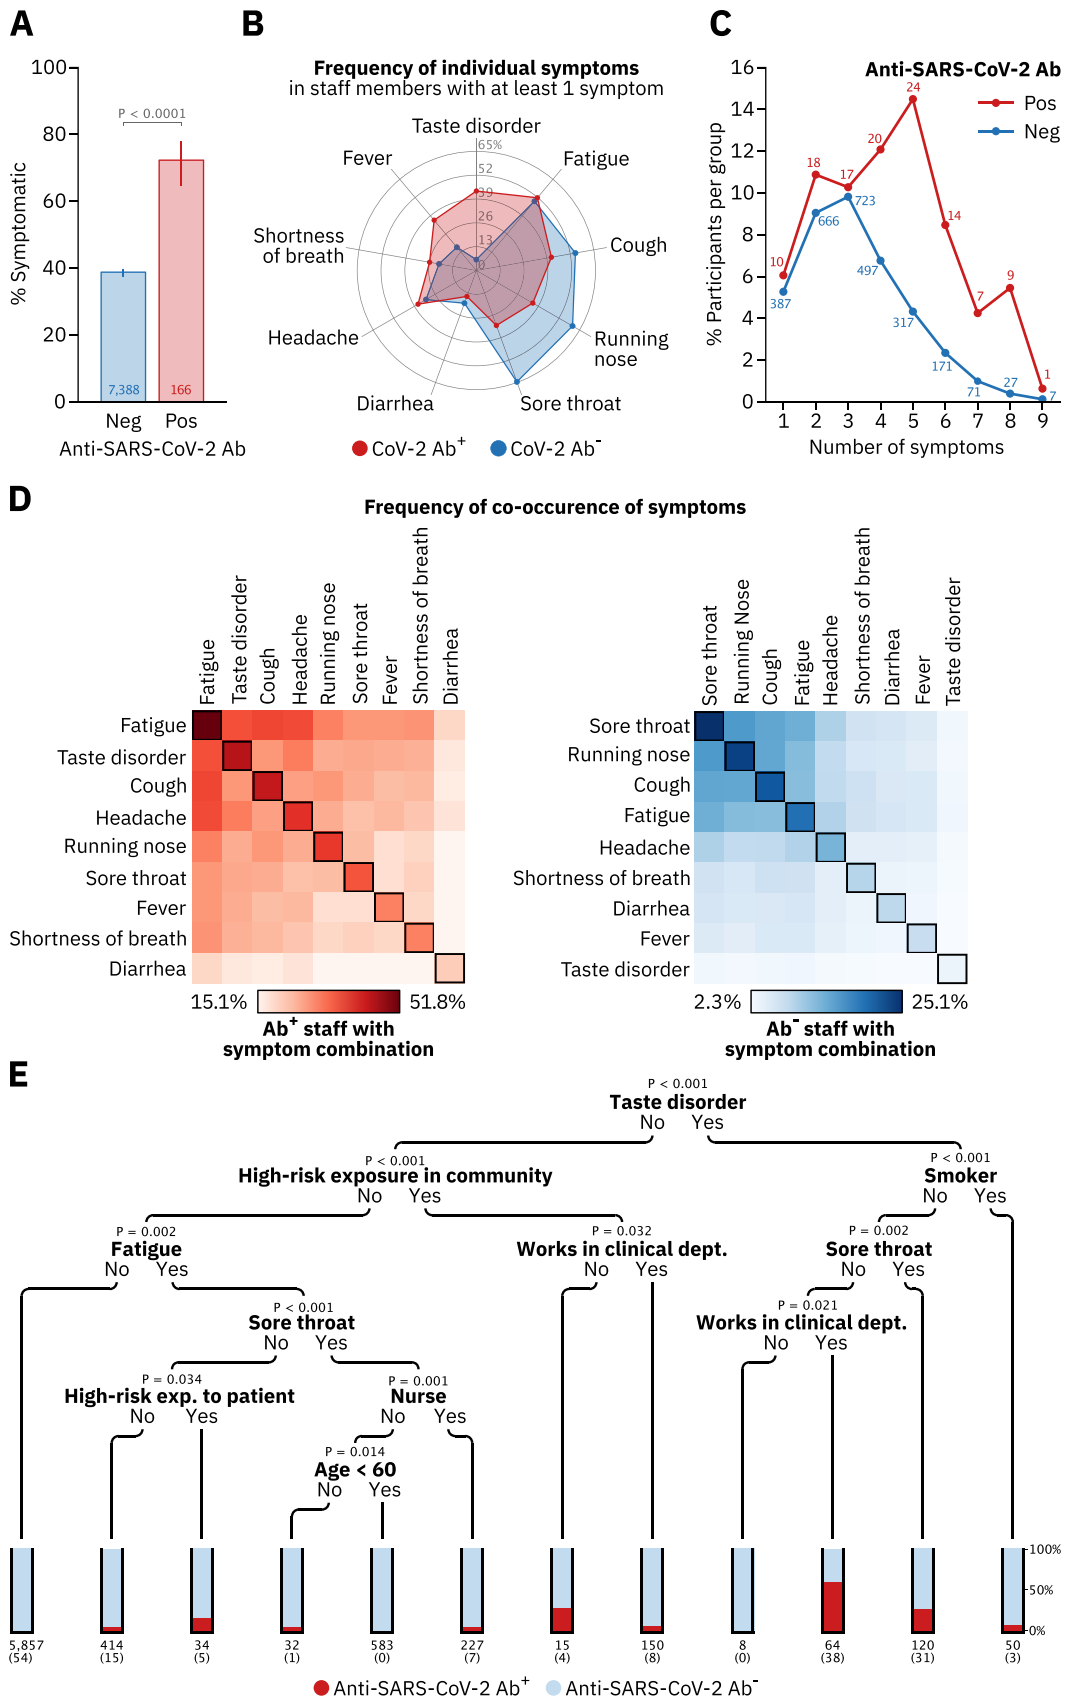 A
100
80
60
40
20
0
% Symptomatic
P < 0.0001
7,388
166
Neg
Pos
Anti-SARS-CoV-2 Ab
B
Frequency of individual symptoms
in staff members with at least 1 symptom
Taste disorder
Fatigue
Cough
Running
nose
Sore throat
Diarrhea
Headache
Shortness
of breath
Fever
65%
52
39
26
13
0
CoV-2 Ab+
CoV-2 Ab-
C
Anti-SARS-CoV-2 Ab
Pos
Neg
% Participants per group
16
14
12
10
8
6
4
2
0
10
18
17
20
24
14
7
9
1
387
666
723
497
317
171
71
27
7
1 2 3 4 5 6 7 8 9
Number of symptoms
D
Frequency of co-occurence of symptoms
Fatigue
Taste disorder
Cough
Headache
Running nose
Sore throat
Fever
Shortness of breath
Diarrhea
Fatigue
Taste disorder
Cough
Headache
Running nose
Sore throat
Fever
Shortness of breath
Diarrhea
15.1%
51.8%
Ab+ staff with
symptom combination
Sore throat
Running Nose
Cough
Fatigue
Headache
Shortness of breath
Diarrhea
Fever
Taste disorder
Sore throat
Running nose
Cough
Fatigue
Headache
Shortness of breath
Diarrhea
Fever
Taste disorder
2.3%
25.1%
Ab- staff with
symptom combination
E
P < 0.001
Taste disorder
No Yes
P < 0.001
High-risk exposure in community
No Yes
P < 0.001
Smoker
No Yes
P = 0.002
Fatigue
No Yes
P = 0.032
Works in clinical dept.
No Yes
P = 0.002
Sore throat
No Yes
P < 0.001
Sore throat
No Yes
P = 0.021
Works in clinical dept.
No Yes
P = 0.034
High-risk exp. to patient
No Yes
P = 0.001
Nurse
No Yes
P = 0.014
Age < 60
No Yes
100%
50%
0%
5,857 414 34 32 583 227 15 150 8 64 120 50
(54) (15) (5) (1) (0) (7) (4) (8) (0) (38) (31) (3)
Anti-SARS-CoV-2 Ab+
Anti-SARS-CoV-2 Ab-